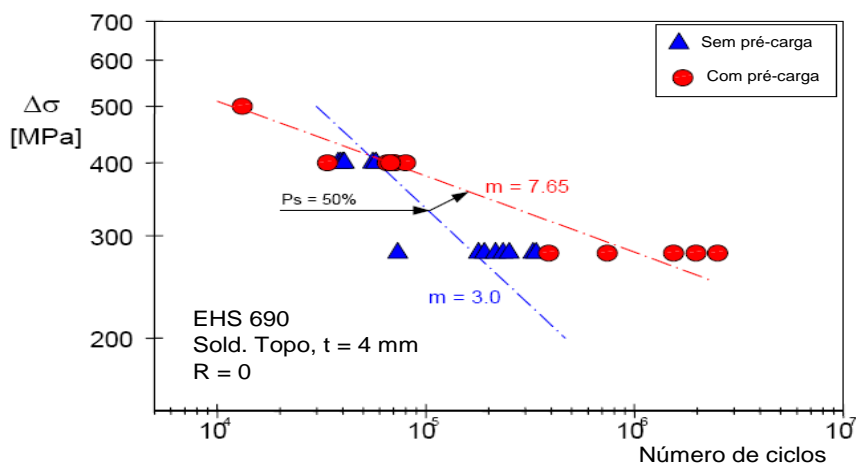 700
600
500
400
300
200
Δσ
[MPa]
Sem pré-carga
Com pré-carga
m = 7.65
Ps = 50%
m = 3.0
EHS 690
Sold. Topo, t = 4 mm
R = 0
10⁴
10⁵
10⁶
10⁷
Número de ciclos